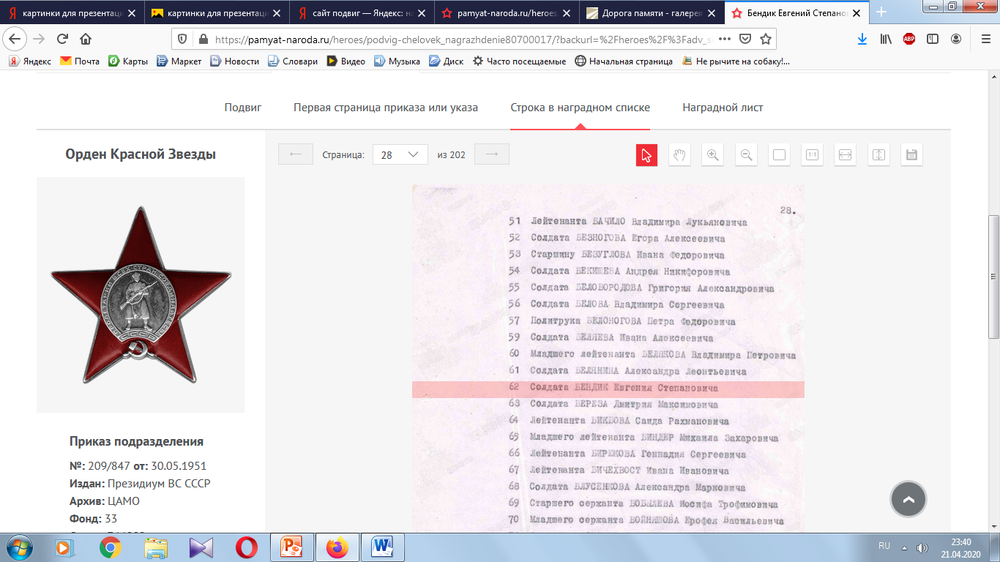 картинки для презентаци
картинки для презентаци
сайт подвиг — Яндекс: на
pamyat-naroda.ru/heroes
Дорога памяти - галерея
Бендик Евгений Степано
https://pamyat-naroda.ru/heroes/podvig-chelovek_nagrazhdenie80700017/?backurl=%2Fheroes%2F%3Fadv_s
ABP
Яндекс
Почта
Карты
Маркет
Новости
Словари
Видео
Музыка
Диск
Часто посещаемые
Начальная страница
Не рычите на собаку!...
Подвиг
Первая страница приказа или указа
Строка в наградном списке
Наградной лист
Орден Красной Звезды
Страница: 28 из 202
1:1
ПРОЛЕТАРИИ ВСЕХ СТРАН СОЕДИНЯЙТЕСЬ
СССР
Приказ подразделения
№: 209/847 от: 30.05.1951
Издан: Президиум ВС СССР
Архив: ЦАМО
Фонд: 33
28.
51 Лейтенанта БАЧИЛО Владимира Лукьяновича
52 Солдата БЕЗНОГОВА Егора Алексеевича
53 Старшину БЕЗУГЛОВА Ивана Федоровича
54 Солдата БЕКИШЕВА Андрея Никифоровича
55 Солдата БЕЛОБОРОДОВА Григория Александровича
56 Солдата БЕЛОВА Владимира Сергеевича
57 Политрука БЕЛОНОГОВА Петра Федоровича
59 Солдата БЕЛЯЕВА Ивана Алексеевича
60 Младшего лейтенанта БЕЛЯКОВА Владимира Петровича
61 Солдата БЕЛЯНИНА Александра Леонтьевича
62 Солдата БЕНДИК Евгения Степановича
63 Солдата БЕРЕЗА Дмитрия Максимовича
64 Лейтенанта БИКБОВА Саида Рахмановича
65 Младшего лейтенанта БИНДЕР Михаила Захаровича
66 Лейтенанта БИРЮКОВА Геннадия Сергеевича
67 Лейтенанта БИЧЕХВОСТ Ивана Ивановича
68 Солдата БЛУСЕНКОВА Александра Марковича
69 Старшего сержанта БОБЫЛЕВА Иосифа Трофимовича
70 Младшего сержанта БОЙНЯШОВА Ерофея Васильевича
RU
23:40
21.04.2020